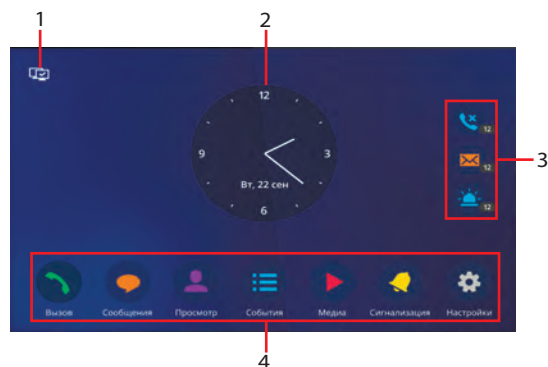 1
2
12
9
3
Вт, 22 сен
6
12
12
12
3
Вызов
Сообщения
Просмотр
События
Медиа
Сигнализация
Настройки
4